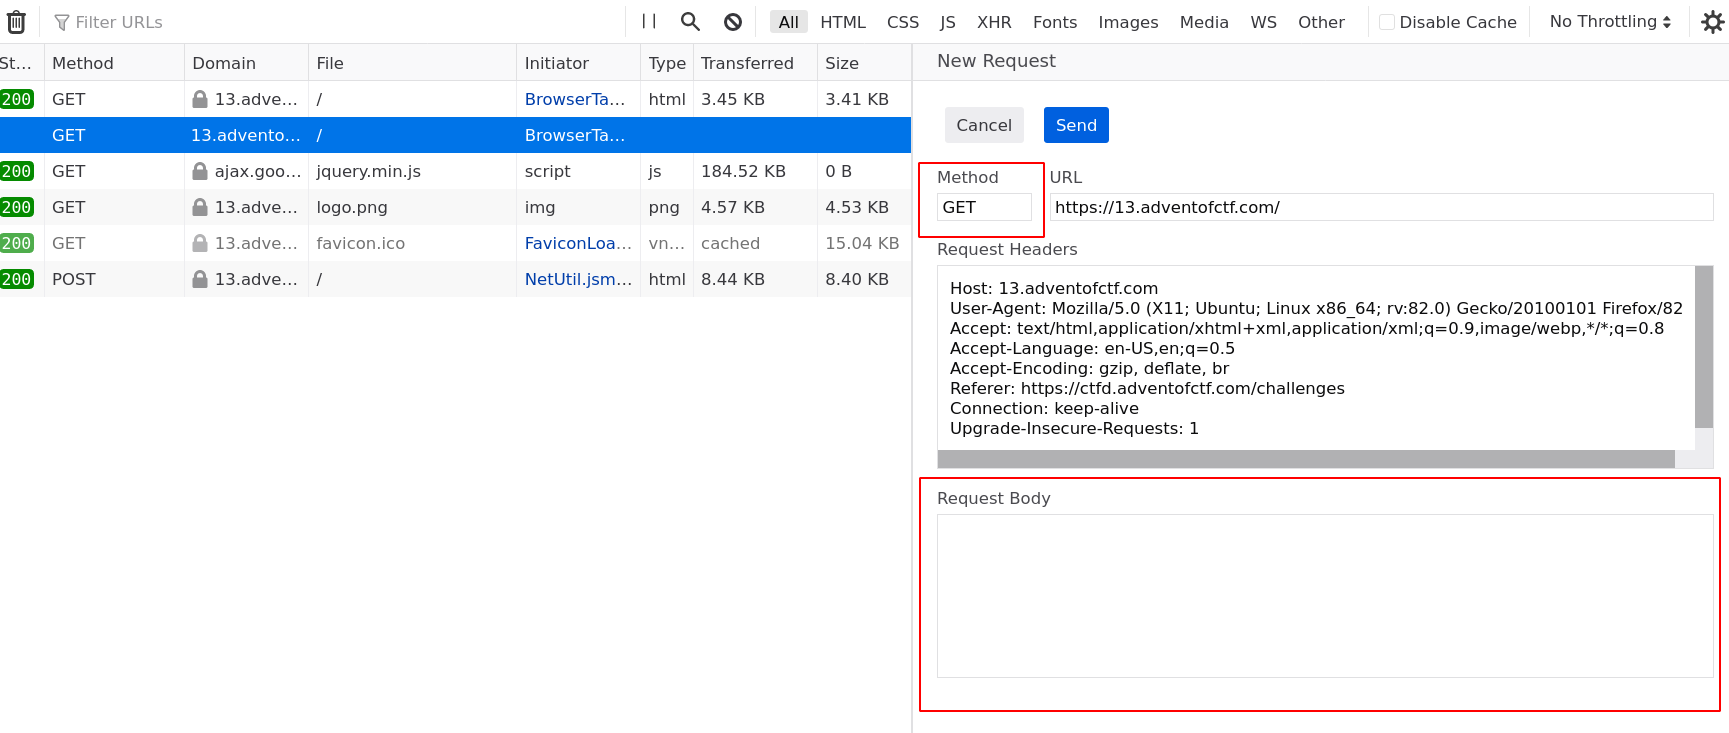 Filter URLs All HTML CSS JS XHR Fonts Images Media WS Other Disable Cache No Throttling
St... Method Domain File Initiator Type Transferred Size
200 GET 13.adve... / BrowserTa... html 3.45 KB 3.41 KB
GET 13.advento... / BrowserTa...
200 GET ajax.goo... jquery.min.js script js 184.52 KB 0 B
200 GET 13.adve... logo.png img png 4.57 KB 4.53 KB
200 GET 13.adve... favicon.ico FaviconLoa... vn... cached 15.04 KB
200 POST 13.adve... / NetUtil.jsm... html 8.44 KB 8.40 KB
New Request
Cancel Send
Method URL
GET https://13.adventofctf.com/
Request Headers
Host: 13.adventofctf.com
User-Agent: Mozilla/5.0 (X11; Ubuntu; Linux x86_64; rv:82.0) Gecko/20100101 Firefox/82
Accept: text/html,application/xhtml+xml,application/xml;q=0.9,image/webp,*/*;q=0.8
Accept-Language: en-US,en;q=0.5
Accept-Encoding: gzip, deflate, br
Referer: https://ctfd.adventofctf.com/challenges
Connection: keep-alive
Upgrade-Insecure-Requests: 1
Request Body